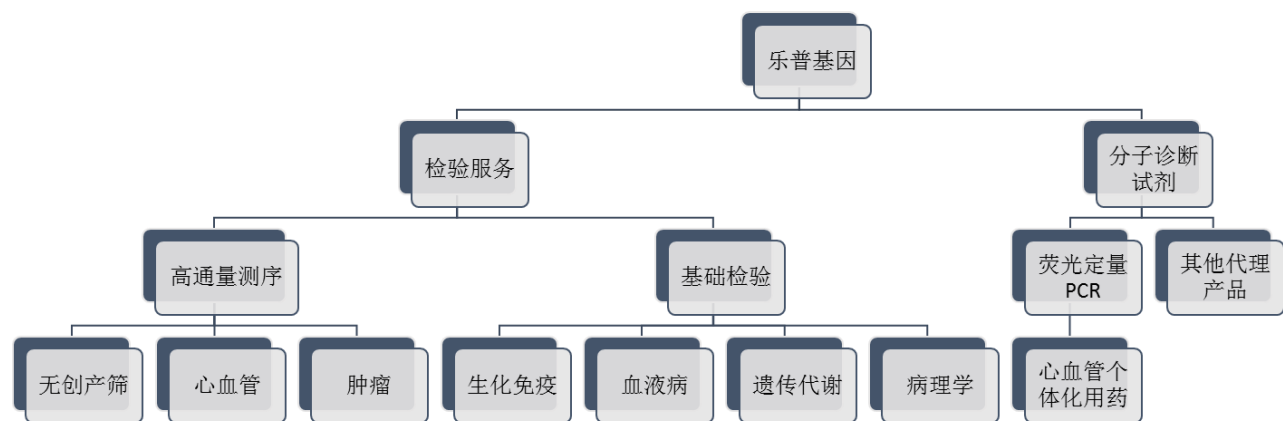 乐普基因
检验服务
分子诊断
试剂
高通量测序
基础检验
荧光定量
PCR
其他代理
产品
无创产筛
心血管
肿瘤
生化免疫
血液病
遗传代谢
病理学
心血管个
体化用药